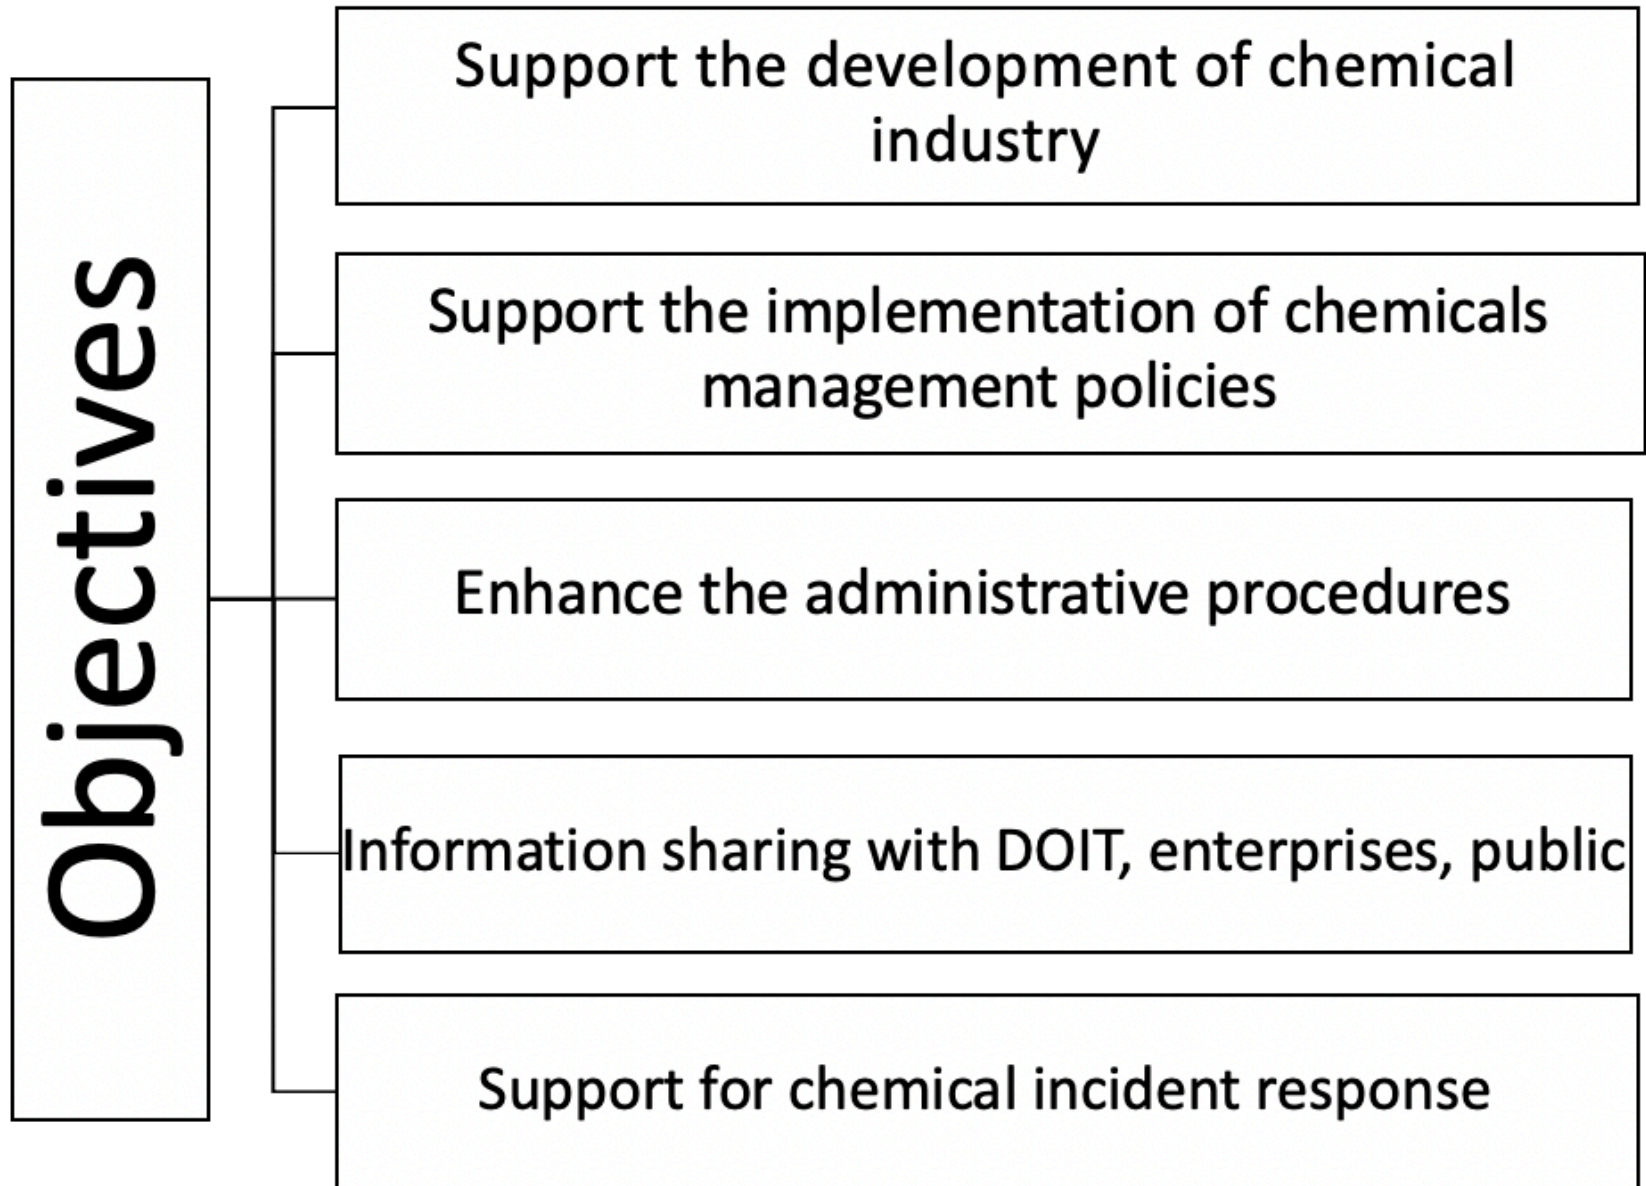 Objectives
Support the development of chemical
industry
Support the implementation of chemicals
management policies
Enhance the administrative procedures
Information sharing with DOIT, enterprises, public
Support for chemical incident response